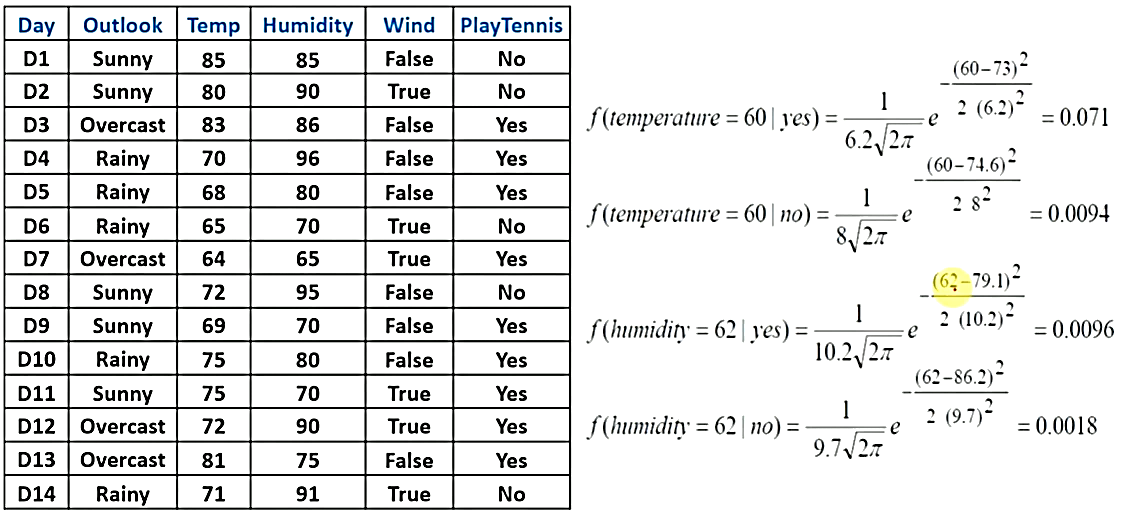 Day Outlook Temp Humidity Wind PlayTennis
D1 Sunny 85 85 False No
D2 Sunny 80 90 True No
D3 Overcast 83 86 False Yes
D4 Rainy 70 96 False Yes
D5 Rainy 68 80 False Yes
D6 Rainy 65 70 True No
D7 Overcast 64 65 True Yes
D8 Sunny 72 95 False No
D9 Sunny 69 70 False Yes
D10 Rainy 75 80 False Yes
D11 Sunny 75 70 True Yes
D12 Overcast 72 90 True Yes
D13 Overcast 81 75 False Yes
D14 Rainy 71 91 True No
f(temperature = 60 | yes) = 1/(6.2√2π) e^(-(60-73)²/(2 (6.2)²)) = 0.071
f(temperature = 60 | no) = 1/(8√2π) e^(-(60-74.6)²/(2 8²)) = 0.0094
f(humidity = 62 | yes) = 1/(10.2√2π) e^(-(62-79.1)²/(2 (10.2)²)) = 0.0096
f(humidity = 62 | no) = 1/(9.7√2π) e^(-(62-86.2)²/(2 (9.7)²)) = 0.0018